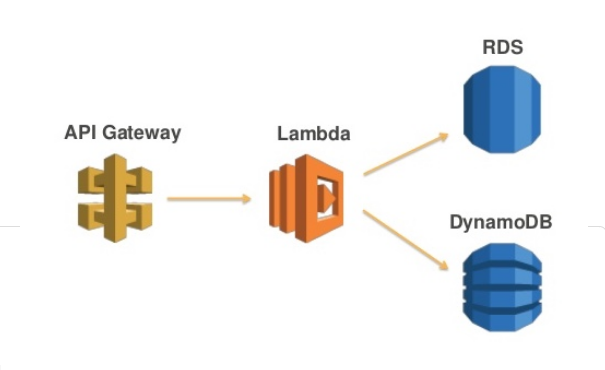 RDS
API Gateway
Lambda
DynamoDB